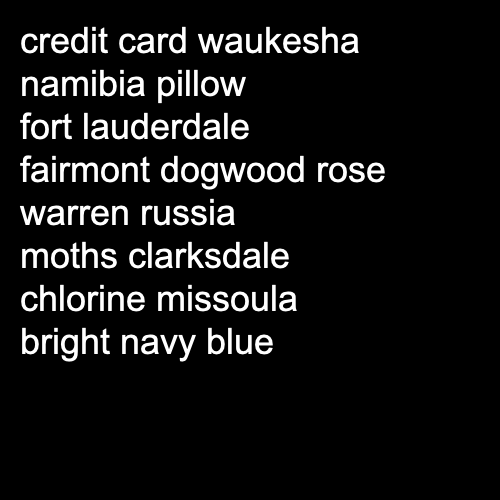 credit card waukesha
namibia pillow
fort lauderdale
fairmont dogwood rose
warren russia
moths clarksdale
chlorine missoula
bright navy blue